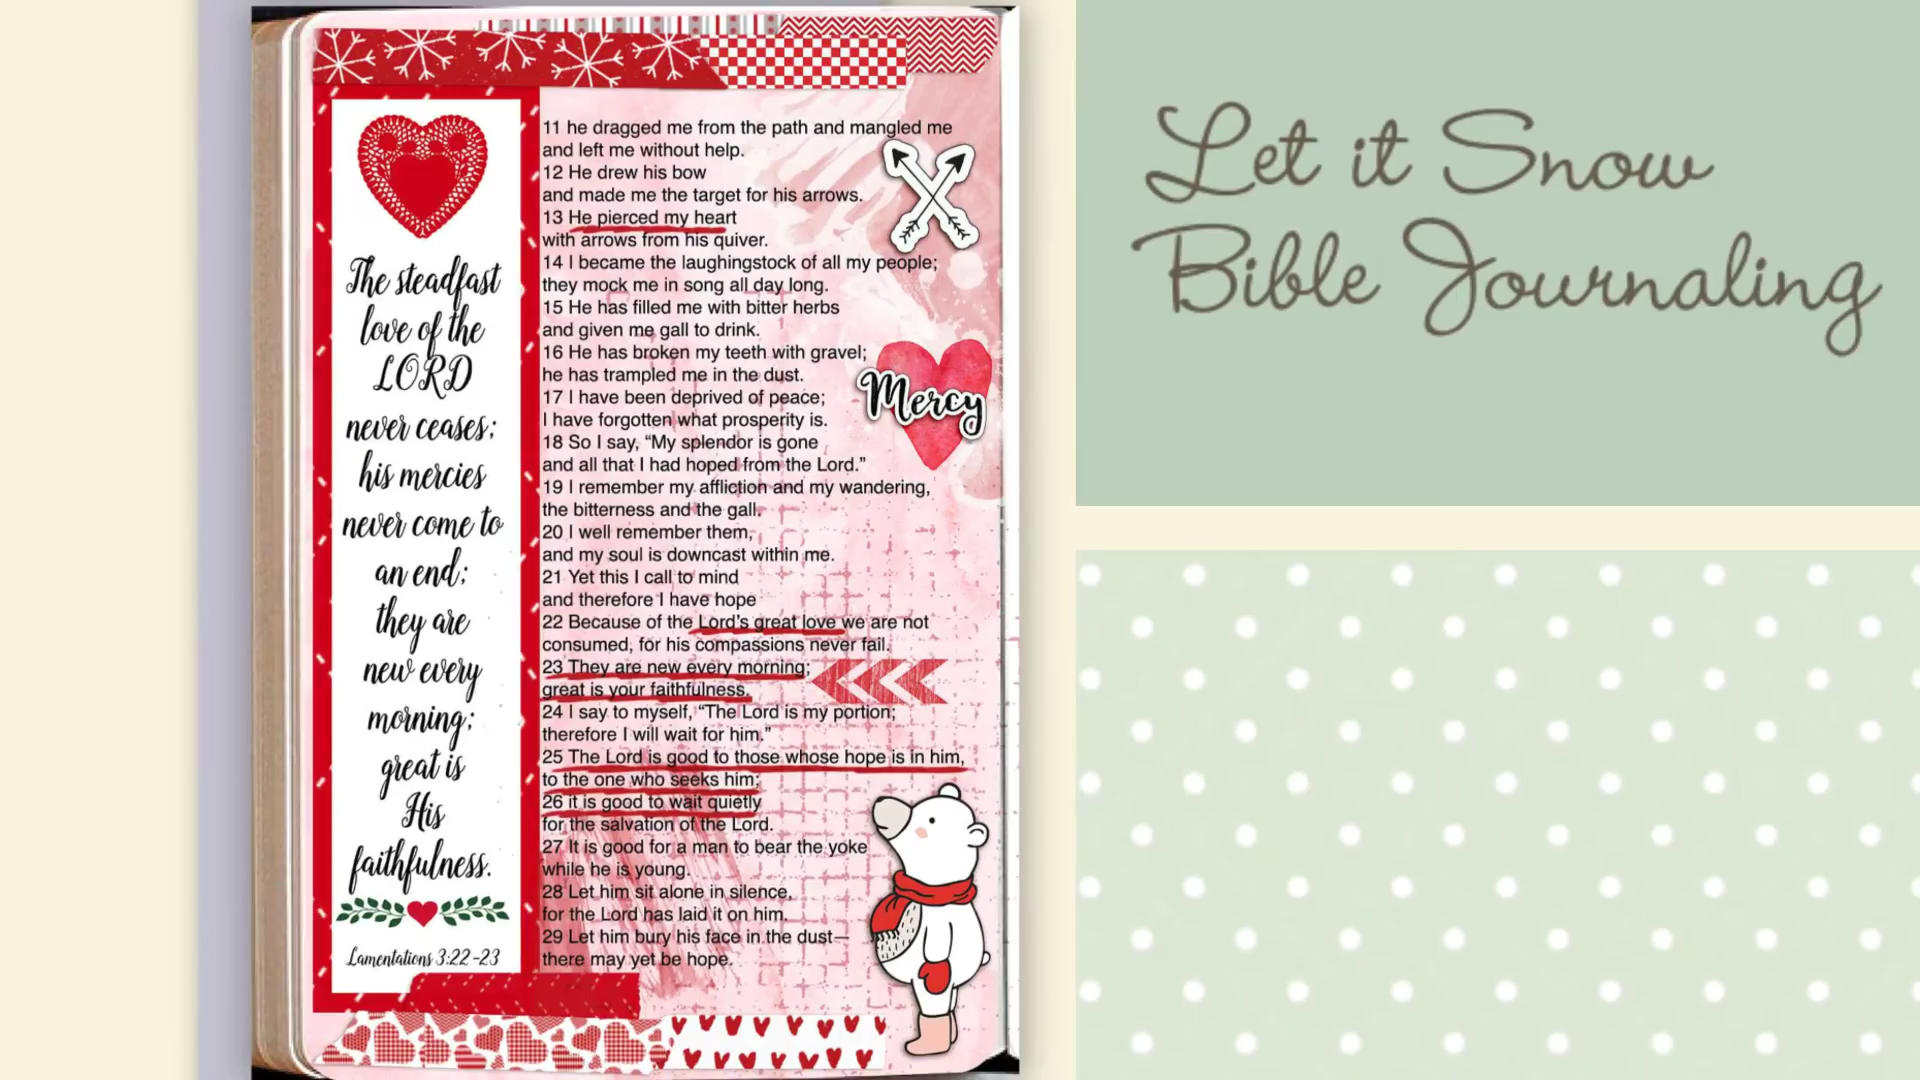 The steadfast
love of the
LORD
never ceases;
his mercies
never come to
an end;
they are
new every
morning;
great is
His
faithfulness.
Lamentations 3:22-23
11 he dragged me from the path and mangled me
and left me without help.
12 He drew his bow
and made me the target for his arrows.
13 He pierced my heart
with arrows from his quiver.
14 I became the laughingstock of all my people;
they mock me in song all day long.
15 He has filled me with bitter herbs
and given me gall to drink.
16 He has broken my teeth with gravel;
he has trampled me in the dust.
17 I have been deprived of peace;
I have forgotten what prosperity is.
18 So I say, “My splendor is gone
and all that I had hoped from the Lord.”
19 I remember my affliction and my wandering,
the bitterness and the gall.
20 I well remember them,
and my soul is downcast within me.
21 Yet this I call to mind
and therefore I have hope
22 Because of the Lord’s great love we are not
consumed, for his compassions never fail.
23 They are new every morning;
great is your faithfulness.
24 I say to myself, “The Lord is my portion;
therefore I will wait for him.”
25 The Lord is good to those whose hope is in him,
to the one who seeks him;
26 it is good to wait quietly
for the salvation of the Lord.
27 It is good for a man to bear the yoke
while he is young.
28 Let him sit alone in silence,
for the Lord has laid it on him.
29 Let him bury his face in the dust—
there may yet be hope.
Mercy
Let it Snow
Bible Journaling